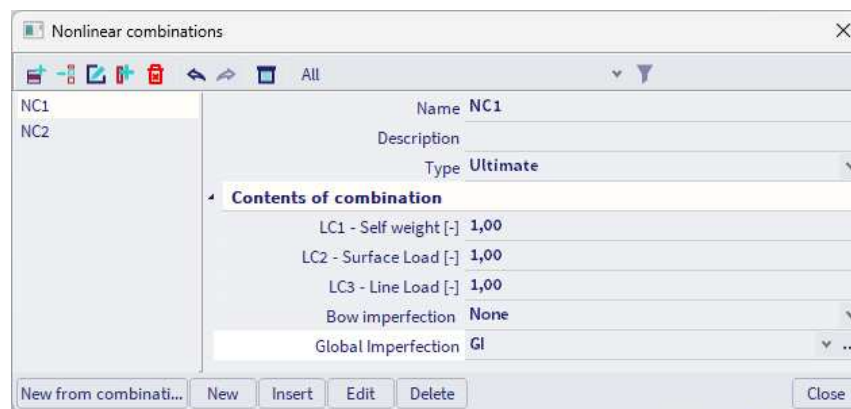 Nonlinear combinations
All
NC1
NC2
Name NC1
Description
Type Ultimate
Contents of combination
LC1 - Self weight [-] 1,00
LC2 - Surface Load [-] 1,00
LC3 - Line Load [-] 1,00
Bow imperfection None
Global Imperfection GI
New from combinati... New Insert Edit Delete Close